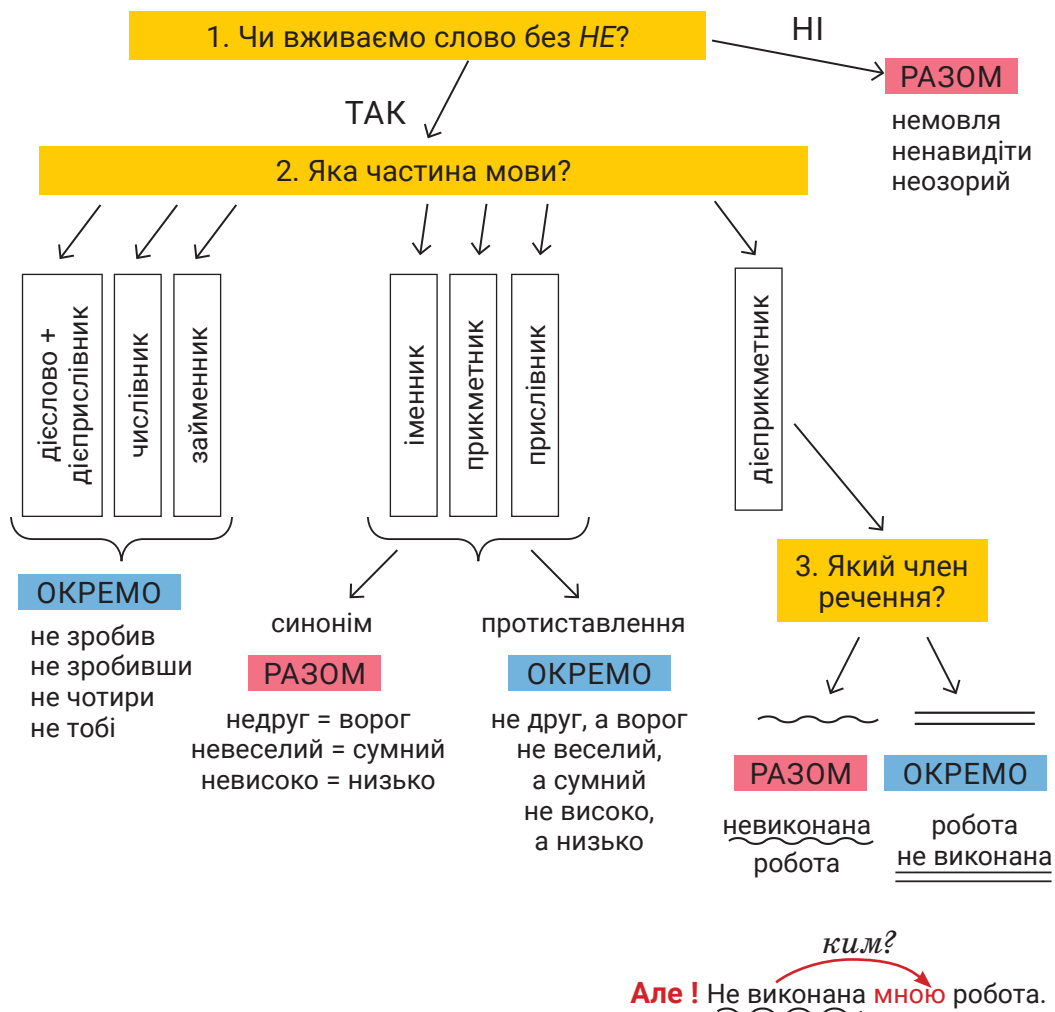 1. Чи вживаємо слово без НЕ?
НІ
РАЗОМ
немовля
ненавидіти
неозорий
ТАК
2. Яка частина мови?
дієслово +
дієприслівник
числівник
займенник
іменник
прикметник
прислівник
дієприкметник
ОКРЕМО
не зробив
не зробивши
не чотири
не тобі
синонім
РАЗОМ
недруг = ворог
невеселий = сумний
невисоко = низько
протиставлення
ОКРЕМО
не друг, а ворог
не веселий,
а сумний
не високо,
а низько
3. Який член
речення?
РАЗОМ
невиконана
робота
ОКРЕМО
робота
не виконана
ким?
Але ! Не виконана мною робота.